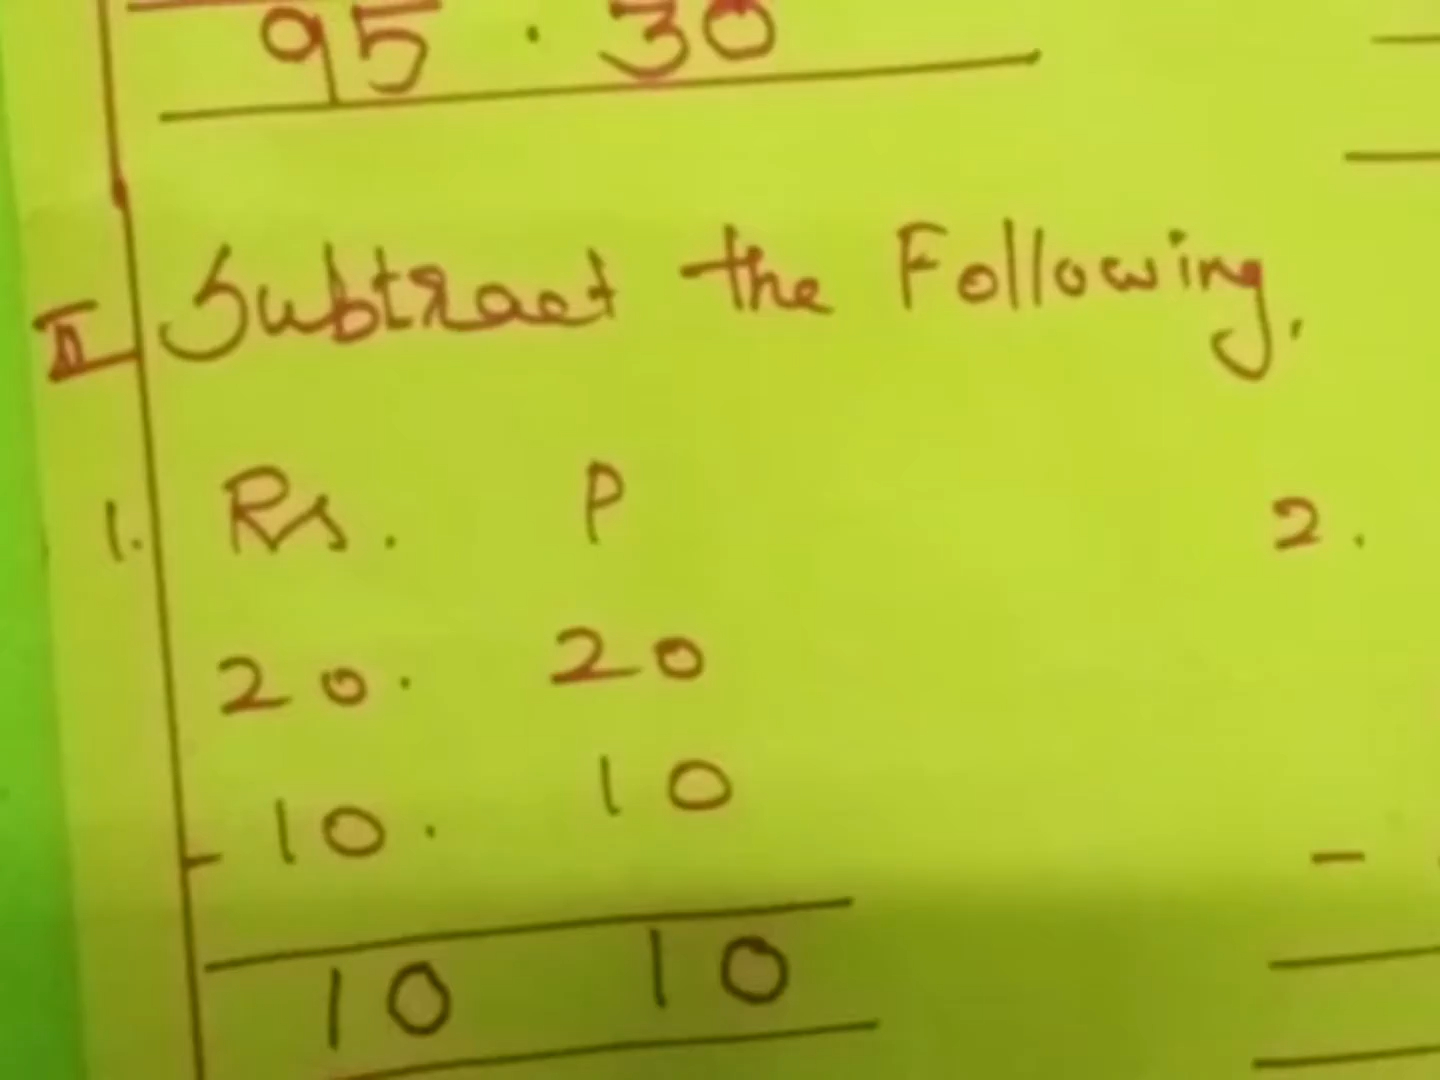 95 . 30
II Subtract the Following.
1. Rs. P 2.
20. 20
- 10. 10 -
10 10